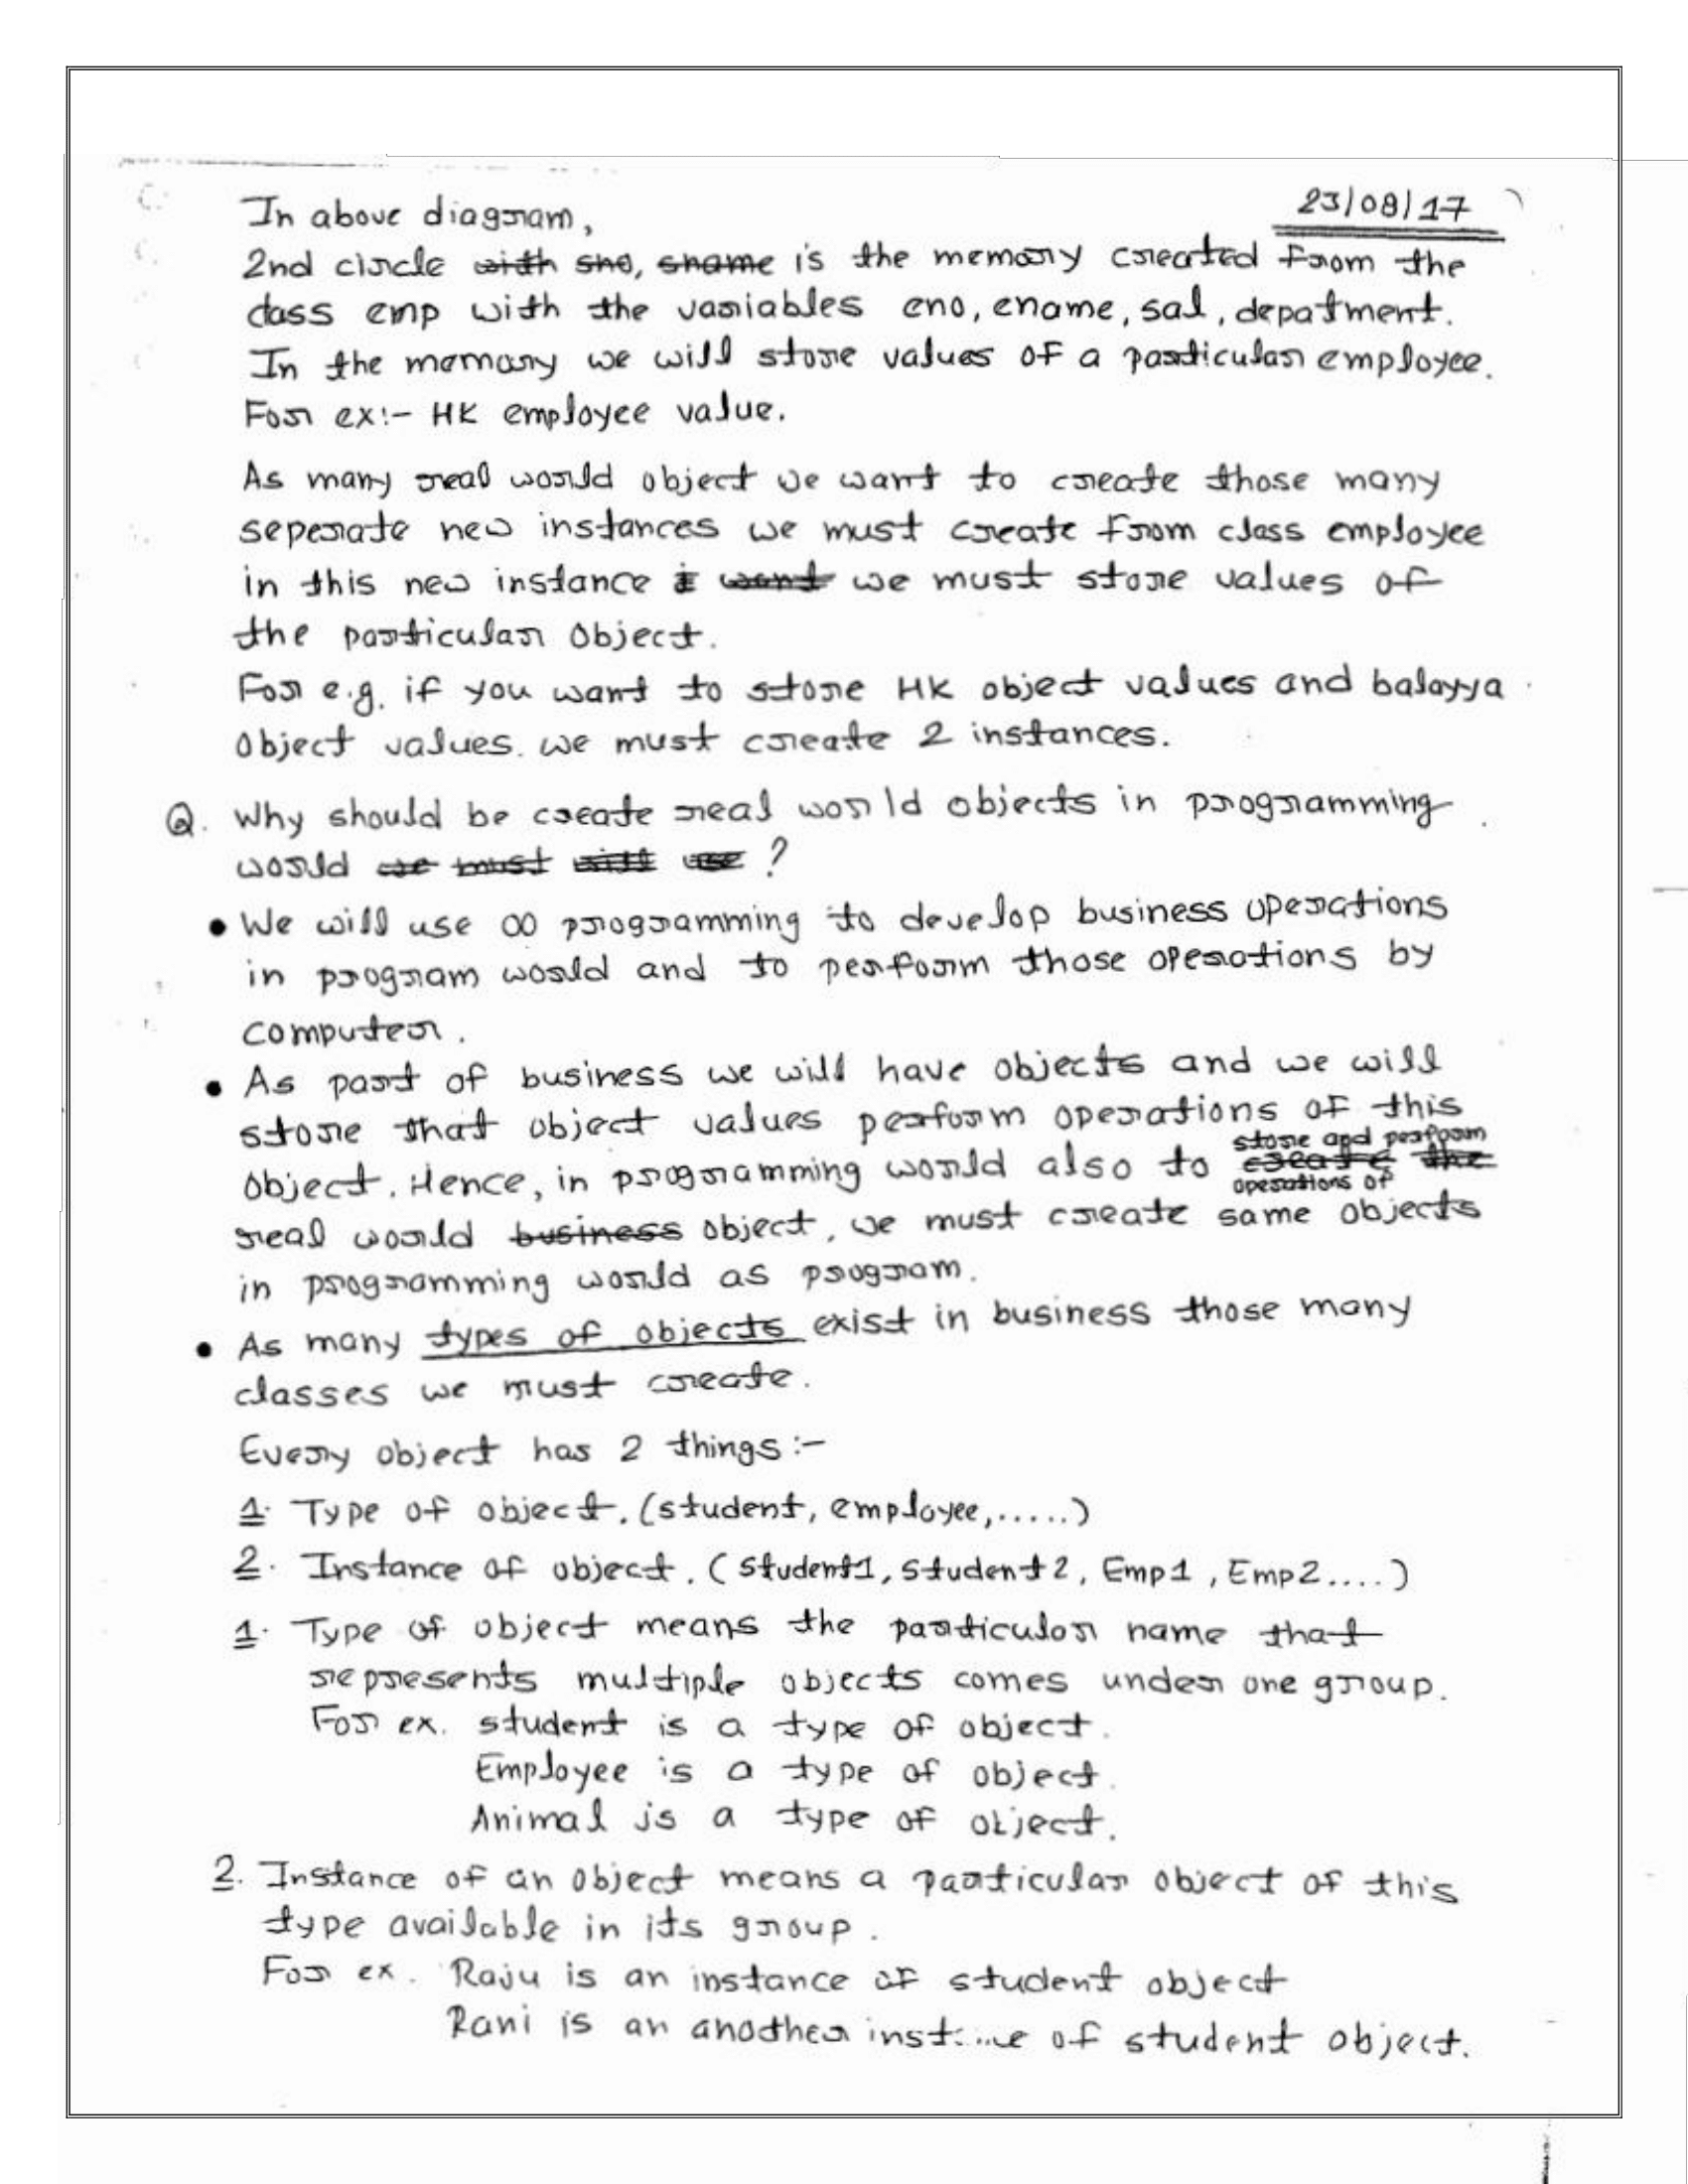 23/08/17
In above diagram,
2nd circle with sno, sname is the memory created from the
class emp with the variables eno, ename, sal, depatment.
In the memory we will store values of a particular employee.
For ex:- HK employee value.
As many real world object we want to create those many
seperate new instances we must create from class employee
in this new instance i want we must store values of
the particular object.
For e.g. if you want to store HK object values and balayya
object values. we must create 2 instances.
Q. Why should be create real world objects in programming
world we must will use ?
• We will use OO programming to develop business operations
in program world and to perform those operations by
computer.
• As part of business we will have objects and we will
store that object values perform operations of this
store and perform
object. Hence, in programming world also to create the
operations of
real world business object, we must create same objects
in programming world as program.
• As many types of objects exist in business those many
classes we must create.
Every object has 2 things:-
1. Type of object. (student, employee,.....)
2. Instance of object. (Student1, Student2, Emp1, Emp2....)
1. Type of object means the particular name that
represents multiple objects comes under one group.
For ex. student is a type of object.
Employee is a type of object.
Animal is a type of object.
2. Instance of an object means a particular object of this
type available in its group.
For ex. Raju is an instance of student object
Rani is an another instance of student object.